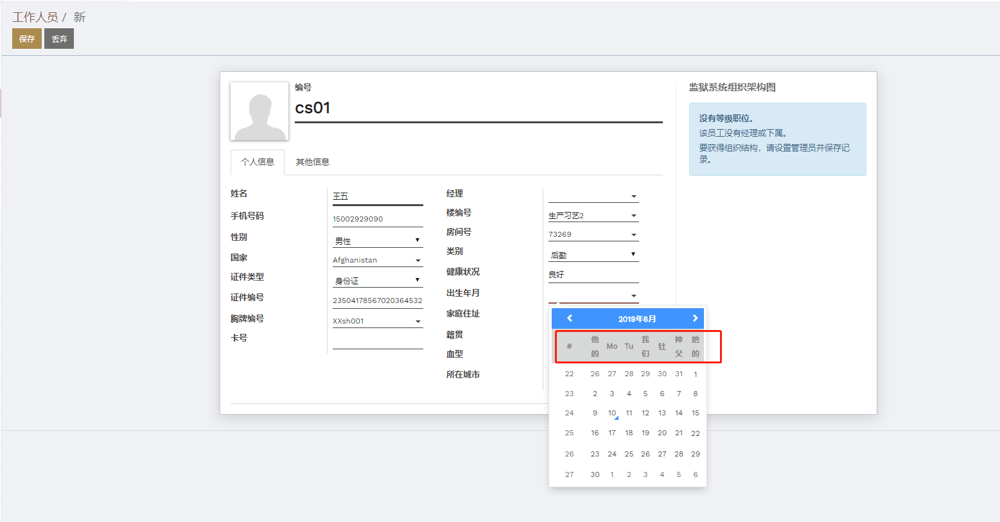 工作人员 / 新
保存 丢弃
编号
cs01
个人信息 其他信息
姓名 王五
手机号码 15002929090
性别 男性
国家 Afghanistan
证件类型 身份证
证件编号 23504178567020364532
胸牌编号 XXsh001
卡号
经理
楼编号 生产习艺2
房间号 73269
类别 后勤
健康状况 良好
出生年月
家庭住址
籍贯
血型
所在城市
2019年6月
# 他的 Mo Tu 我们 钍 神父 她的
22 26 27 28 29 30 31 1
23 2 3 4 5 6 7 8
24 9 10 11 12 13 14 15
25 16 17 18 19 20 21 22
26 23 24 25 26 27 28 29
27 30 1 2 3 4 5 6
监狱系统组织架构图
没有等级职位。
该员工没有经理或下属。
要获得组织结构，请设置管理员并保存记
录。